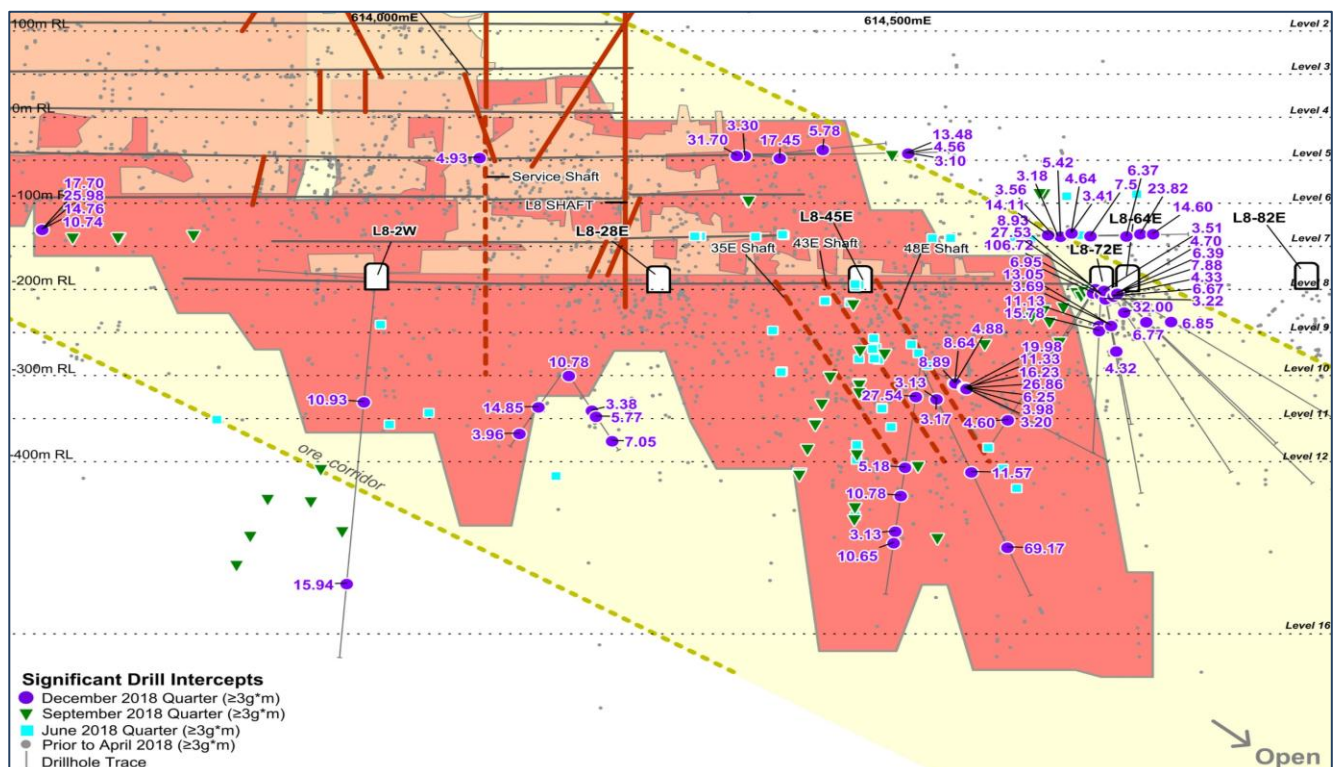 614,000mE
614,500mE
100m RL
Level 2
Level 3
0m RL
Level 4
3.30
31.70
17.45
5.78
13.48
4.56
3.10
Level 5
4.93
Service Shaft
17.70
25.98
14.76
10.74
-100m R
L8 SHAFT
3.18
5.42
4.64
3.41
7.5
6.37
23.82
14.60
Level 6
3.56
14.11
8.93
27.53
106.72
6.95
13.05
3.69
11.13
15.78
L8-2W
L8-28E
L8-45E
35E Shaft
43E Shaft
48E Shaft
L8-72E
L8-64E
L8-82E
Level 7
3.51
4.70
6.39
7.88
4.33
6.67
3.22
-200m RL
Level 8
32.00
6.77
6.85
4.32
Level 9
-300m RL
Level 10
10.78
10.93
14.85
3.96
3.38
5.77
7.05
8.89
8.64
4.88
19.98
11.33
16.23
26.86
6.25
3.98
3.20
3.13
27.54
3.17
4.60
Level 11
-400m RL
ore corridor
Level 12
5.18
11.57
10.78
3.13
10.65
69.17
15.94
Level 16
Significant Drill Intercepts
December 2018 Quarter (≥3g*m)
September 2018 Quarter (≥3g*m)
June 2018 Quarter (≥3g*m)
Prior to April 2018 (≥3g*m)
Drillhole Trace
Open